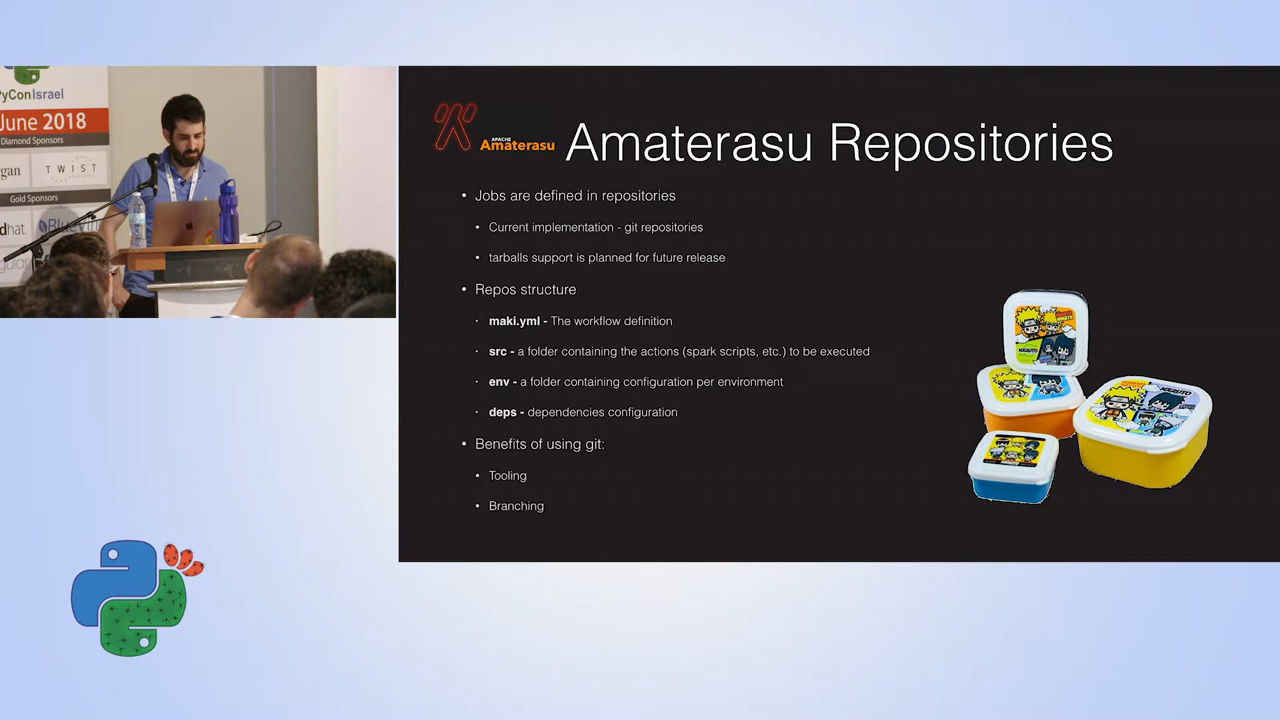 PyConIsrael
June 2018
Diamond Sponsors
TWIST
Gold Sponsors
APACHE
Amaterasu
Amaterasu Repositories
• Jobs are defined in repositories
• Current implementation - git repositories
• tarballs support is planned for future release
• Repos structure
· maki.yml - The workflow definition
· src - a folder containing the actions (spark scripts, etc.) to be executed
· env - a folder containing configuration per environment
· deps - dependencies configuration
• Benefits of using git:
• Tooling
• Branching